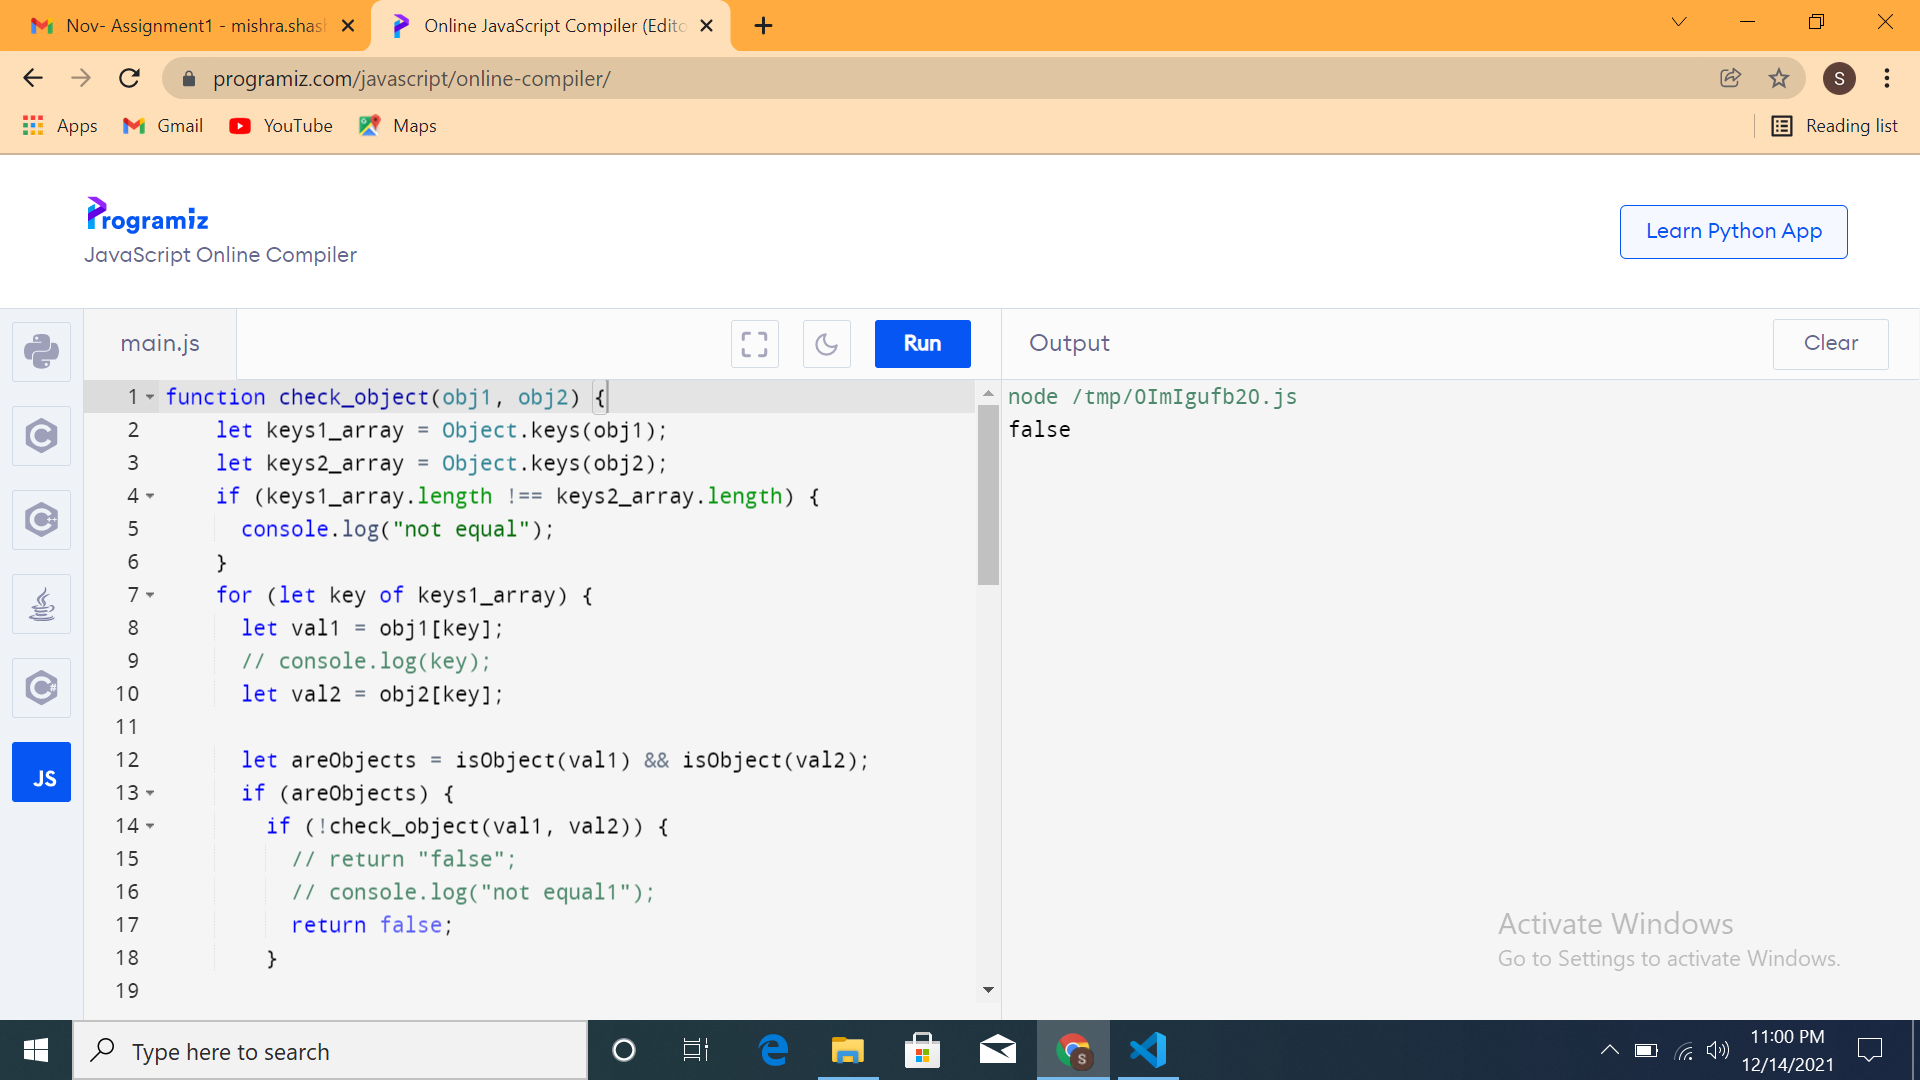 Nov- Assignment1 - mishra.shash
Online JavaScript Compiler (Edito
programiz.com/javascript/online-compiler/
S
Apps
Gmail
YouTube
Maps
Reading list
Programiz
JavaScript Online Compiler
Learn Python App
main.js
Run
Output
Clear
1 function check_object(obj1, obj2) {
2 let keys1_array = Object.keys(obj1);
3 let keys2_array = Object.keys(obj2);
4 if (keys1_array.length !== keys2_array.length) {
5 console.log("not equal");
6 }
7 for (let key of keys1_array) {
8 let val1 = obj1[key];
9 // console.log(key);
10 let val2 = obj2[key];
11
12 let areObjects = isObject(val1) && isObject(val2);
13 if (areObjects) {
14 if (!check_object(val1, val2)) {
15 // return "false";
16 // console.log("not equal1");
17 return false;
18 }
19
JS
node /tmp/OImIgufb2O.js
false
Activate Windows
Go to Settings to activate Windows.
Type here to search
S
11:00 PM
12/14/2021